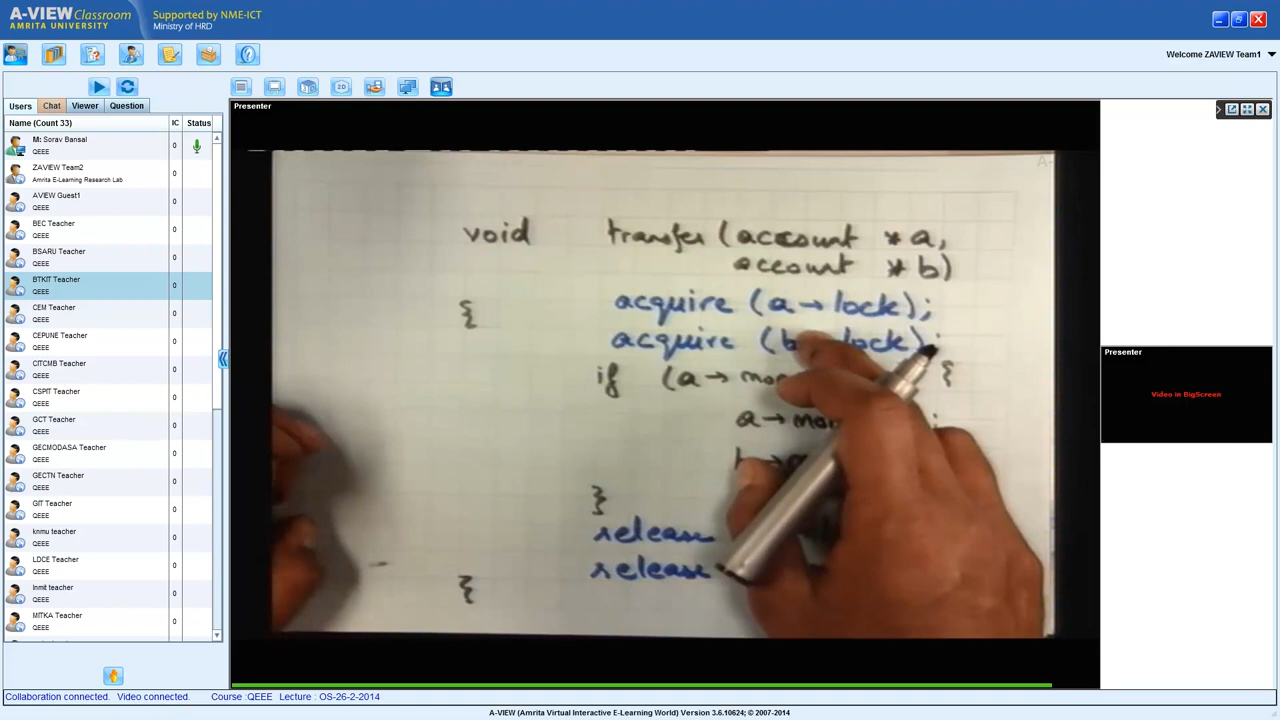 A-VIEW Classroom
AMRITA UNIVERSITY
Supported by NME-ICT
Ministry of HRD
Welcome ZAVIEW Team1
Users Chat Viewer Question
Name (Count 33) IC Status
M: Sorav Bansal 0
QEEE
ZAVIEW Team2 0
Amrita E-Learning Research Lab
AVIEW Guest1 0
QEEE
BEC Teacher 0
QEEE
BSARU Teacher 0
QEEE
BTKIT Teacher 0
QEEE
CEM Teacher 0
QEEE
CEPUNE Teacher 0
QEEE
CITCMB Teacher 0
QEEE
CSPIT Teacher 0
QEEE
GCT Teacher 0
QEEE
GECMODASA Teacher 0
QEEE
GECTN Teacher 0
QEEE
GIT Teacher 0
QEEE
knmu teacher 0
QEEE
LDCE Teacher 0
QEEE
lnmit teacher 0
QEEE
MITKA Teacher 0
QEEE
2D
Presenter
void transfer (account * a,
account * b)
{ acquire (a→lock);
acquire (b lock);
if (a→ {
a→ ;
}
release
release
{
Presenter
Video in BigScreen
Collaboration connected. Video connected. Course :QEEE Lecture : OS-26-2-2014
A-VIEW (Amrita Virtual Interactive E-Learning World) Version 3.6.10624; © 2007-2014